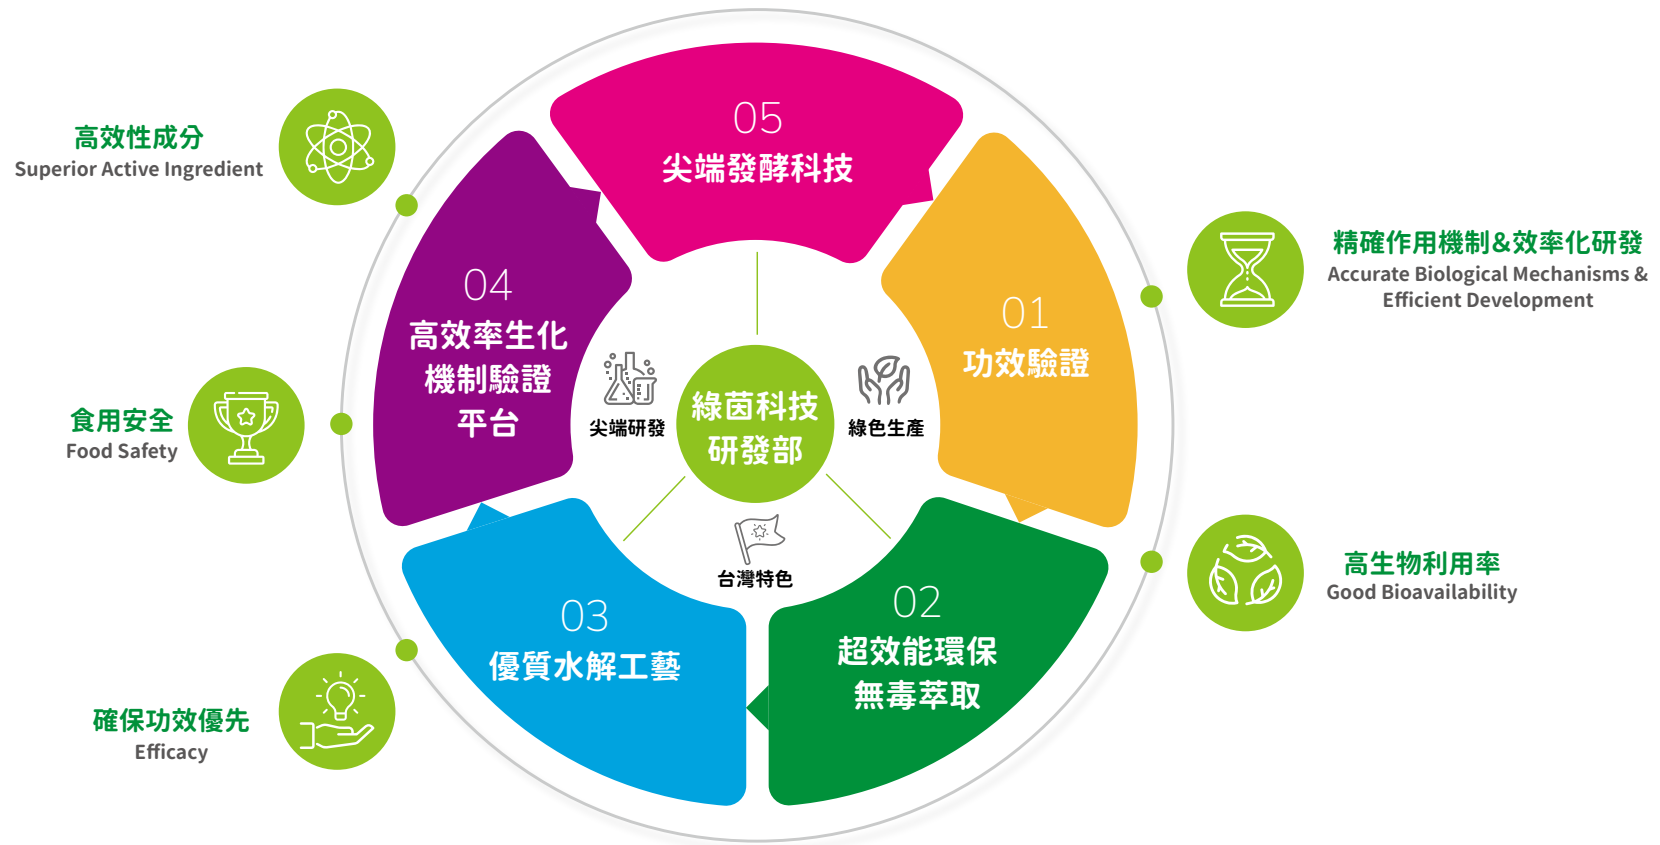 05
尖端發酵科技
01
功效驗證
02
超效能環保
無毒萃取
03
優質水解工藝
04
高效率生化
機制驗證
平台
綠茵科技
研發部
尖端研發
綠色生產
台灣特色
高效性成分
Superior Active Ingredient
食用安全
Food Safety
確保功效優先
Efficacy
精確作用機制&效率化研發
Accurate Biological Mechanisms &
Efficient Development
高生物利用率
Good Bioavailability